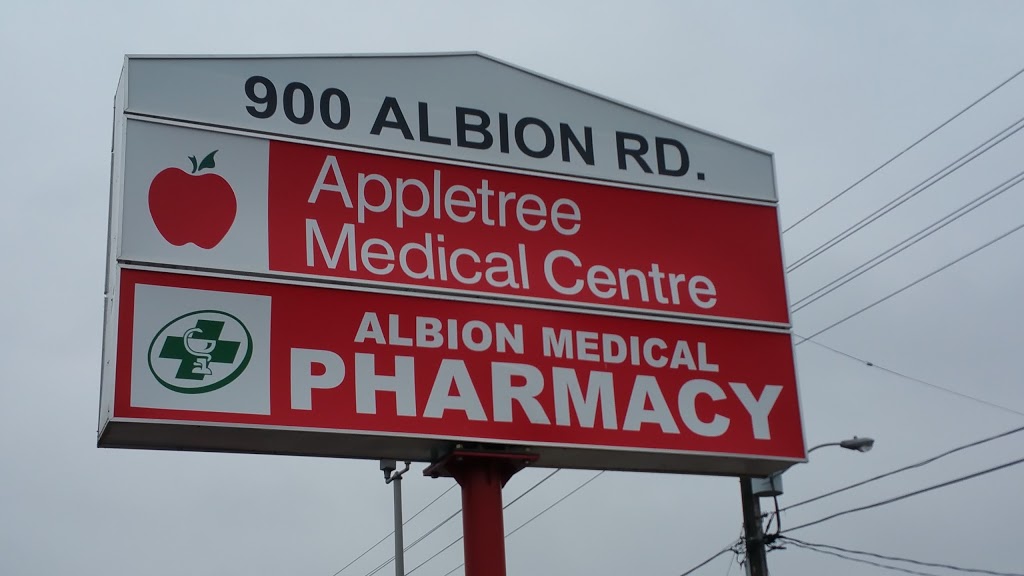 900 ALBION RD.
Appletree
Medical Centre
ALBION MEDICAL
PHARMACY